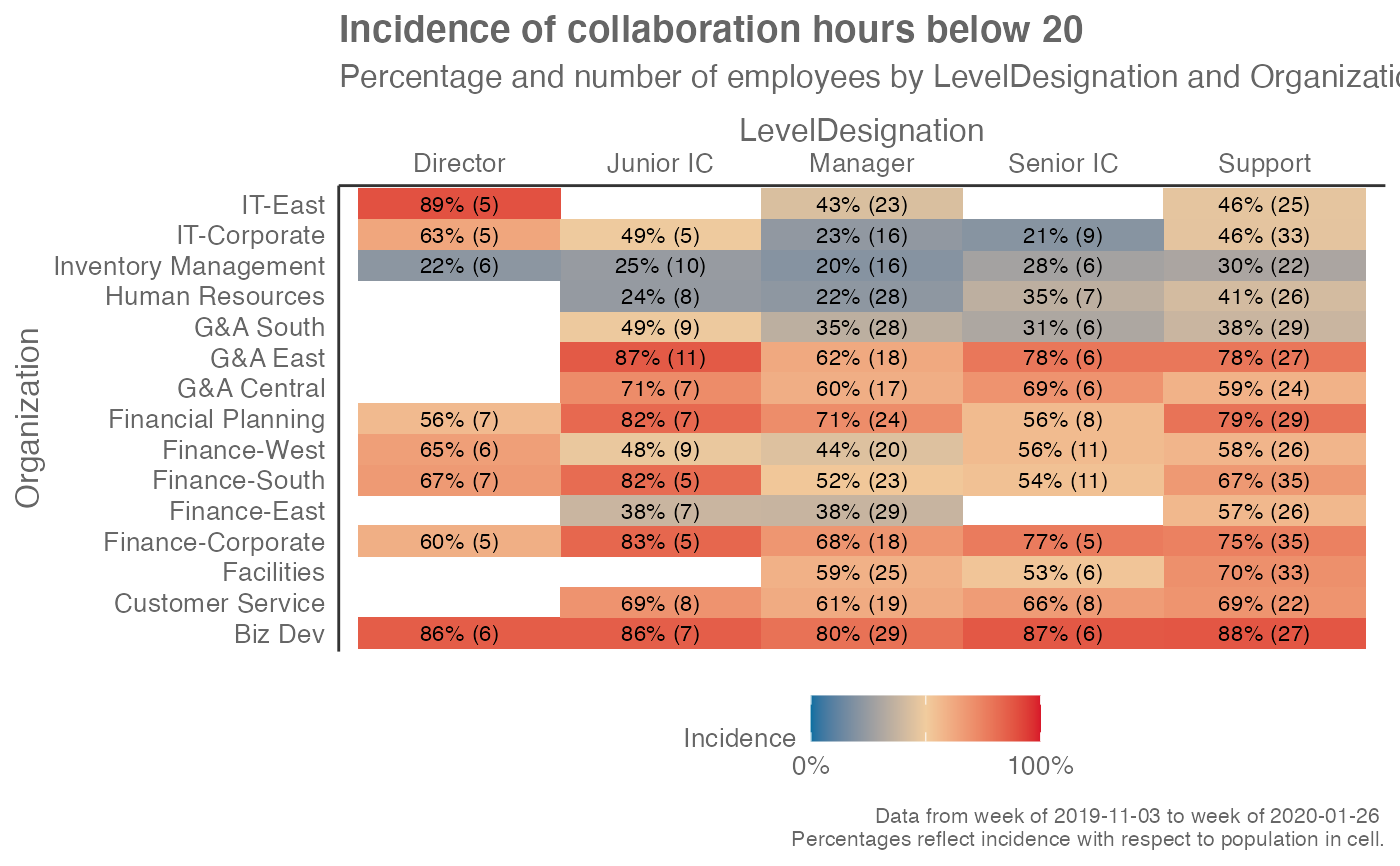 Incidence of collaboration hours below 20
Percentage and number of employees by LevelDesignation and Organizatio
LevelDesignation
Director Junior IC Manager Senior IC Support
Organization
IT-East 89% (5) 43% (23) 46% (25)
IT-Corporate 63% (5) 49% (5) 23% (16) 21% (9) 46% (33)
Inventory Management 22% (6) 25% (10) 20% (16) 28% (6) 30% (22)
Human Resources 24% (8) 22% (28) 35% (7) 41% (26)
G&A South 49% (9) 35% (28) 31% (6) 38% (29)
G&A East 87% (11) 62% (18) 78% (6) 78% (27)
G&A Central 71% (7) 60% (17) 69% (6) 59% (24)
Financial Planning 56% (7) 82% (7) 71% (24) 56% (8) 79% (29)
Finance-West 65% (6) 48% (9) 44% (20) 56% (11) 58% (26)
Finance-South 67% (7) 82% (5) 52% (23) 54% (11) 67% (35)
Finance-East 38% (7) 38% (29) 57% (26)
Finance-Corporate 60% (5) 83% (5) 68% (18) 77% (5) 75% (35)
Facilities 59% (25) 53% (6) 70% (33)
Customer Service 69% (8) 61% (19) 66% (8) 69% (22)
Biz Dev 86% (6) 86% (7) 80% (29) 87% (6) 88% (27)
Incidence
0% 100%
Data from week of 2019-11-03 to week of 2020-01-26
Percentages reflect incidence with respect to population in cell.